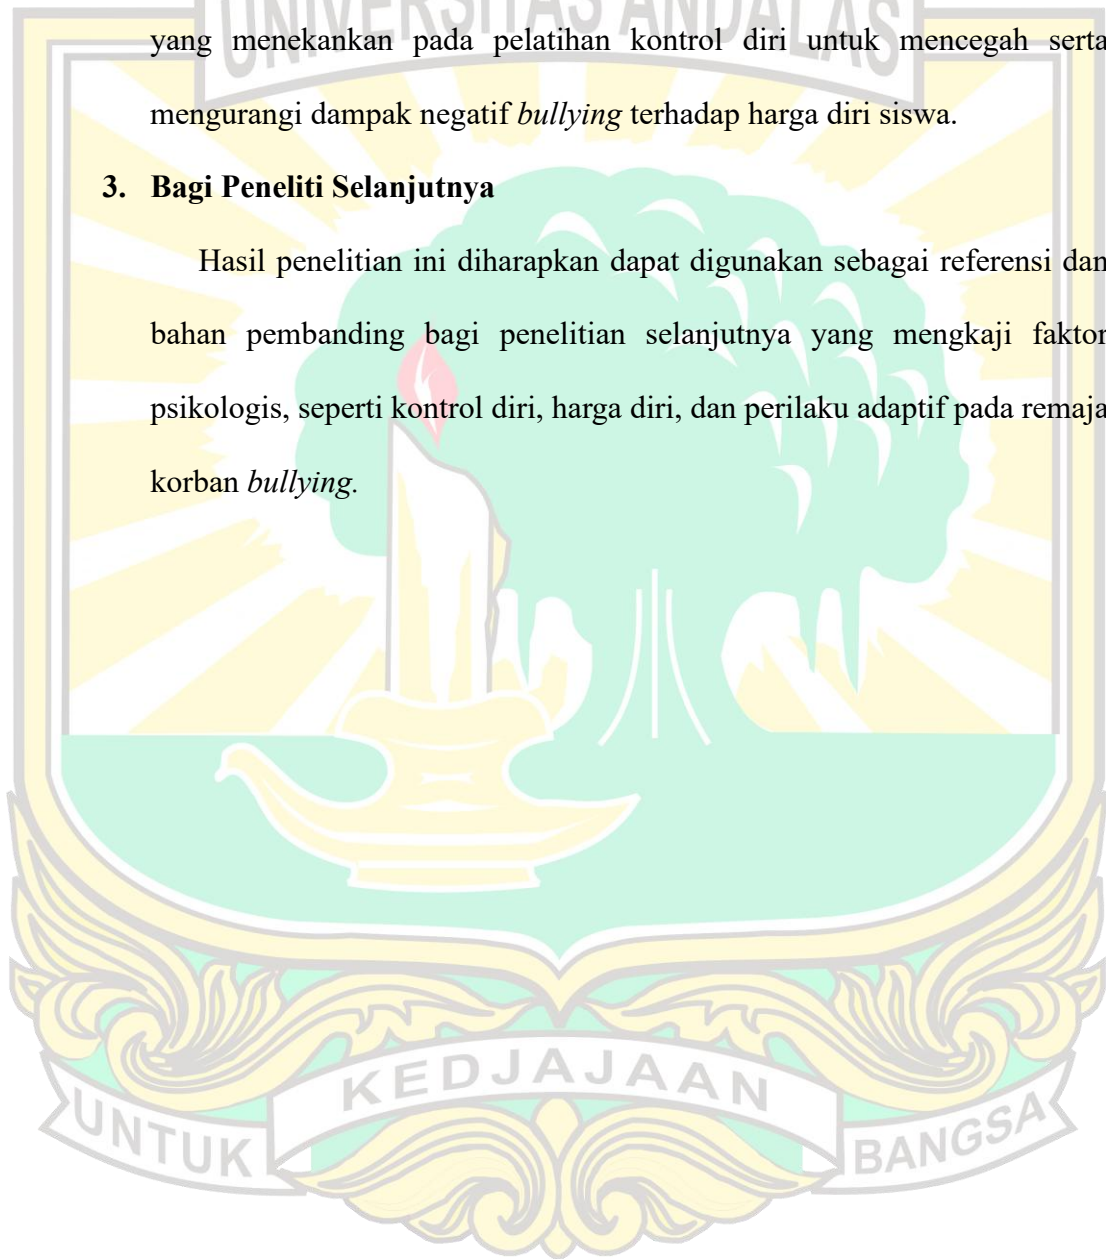 UNIVERSITAS ANDALAS
yang menekankan pada pelatihan kontrol diri untuk mencegah serta
mengurangi dampak negatif bullying terhadap harga diri siswa.
3. Bagi Peneliti Selanjutnya
Hasil penelitian ini diharapkan dapat digunakan sebagai referensi dan
bahan pembanding bagi penelitian selanjutnya yang mengkaji faktor
psikologis, seperti kontrol diri, harga diri, dan perilaku adaptif pada remaja
korban bullying.
UNTUK KEDJAJAAN BANGSA